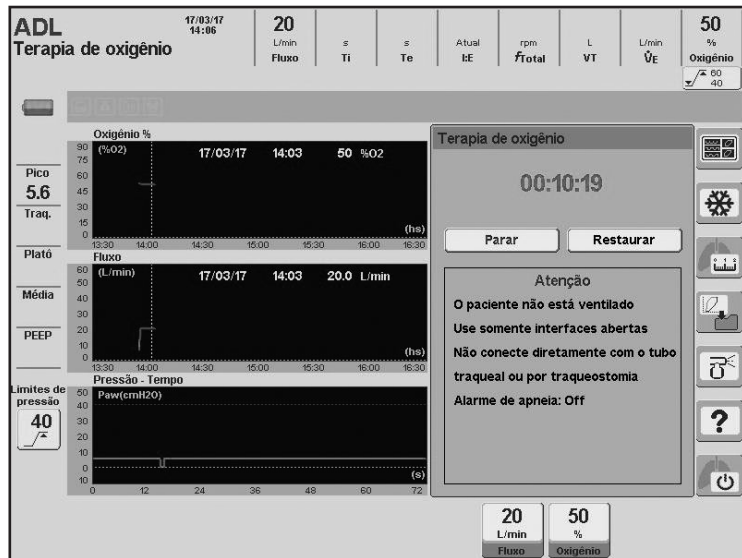 ADL
Terapia de oxigênio
17/03/17
14:06
20
L/min
Fluxo
s
Ti
s
Te
Atual
I:E
rpm
fTotal
L
VT
L/min
V̇E
50
%
Oxigênio
60
40
Pico
5.6
Traq.
Platô
Média
PEEP
Limites de
pressão
40
Oxigênio %
(%O2) 17/03/17 14:03 50 %O2
90
75
60
45
30
15
0
(hs)
13:30 14:00 14:30 15:00 15:30 16:00 16:30
Fluxo
(L/min) 17/03/17 14:03 20.0 L/min
60
50
40
30
20
10
0
(hs)
13:30 14:00 14:30 15:00 15:30 16:00 16:30
Pressão - Tempo
Paw(cmH2O)
50
40
30
20
10
0
10
(s)
0 12 24 36 48 60 72
Terapia de oxigênio
00:10:19
Parar Restaurar
Atenção
O paciente não está ventilado
Use somente interfaces abertas
Não conecte diretamente com o tubo
traqueal ou por traqueostomia
Alarme de apneia: Off
?
20
L/min
Fluxo
50
%
Oxigênio